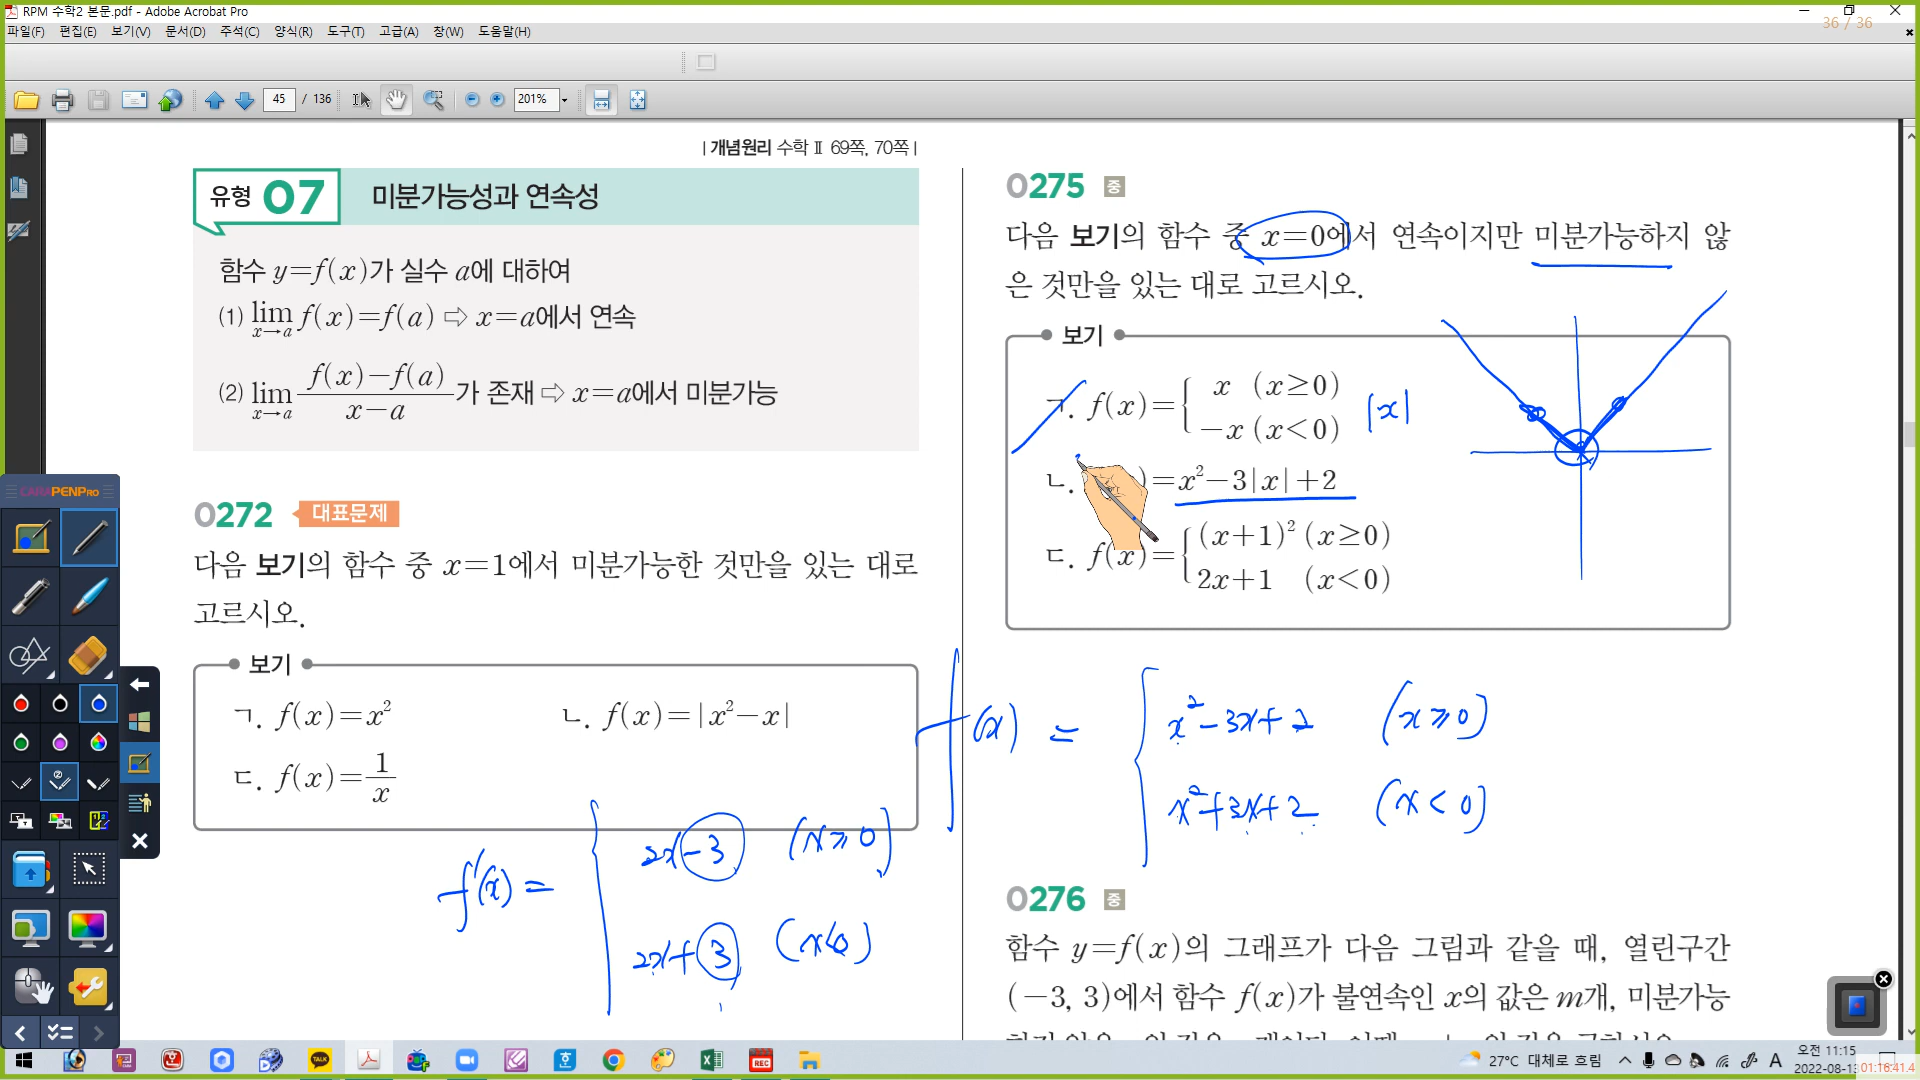 RPM 수학2 본문.pdf - Adobe Acrobat Pro
36 / 36
파일(F) 편집(E) 보기(V) 문서(D) 주석(C) 양식(R) 도구(T) 고급(A) 창(W) 도움말(H)
45 / 136 201%
| 개념원리 수학 Ⅱ 69쪽, 70쪽 |
유형 07 미분가능성과 연속성
함수 y=f(x)가 실수 a에 대하여
(1) lim x→a f(x)=f(a) ⇨ x=a에서 연속
(2) lim x→a f(x)-f(a) / x-a 가 존재 ⇨ x=a에서 미분가능
0272 대표문제
다음 보기의 함수 중 x=1에서 미분가능한 것만을 있는 대로
고르시오.
보기
ㄱ. f(x)=x² ㄴ. f(x)=|x²-x|
ㄷ. f(x)=1/x
f'(x) = { 2x-3 (x≥0)
2x+3 (x<0)
0275 중
다음 보기의 함수 중 x=0에서 연속이지만 미분가능하지 않
은 것만을 있는 대로 고르시오.
보기
ㄱ. f(x)={ x (x≥0)
-x (x<0) |x|
ㄴ. )=x²-3|x|+2
ㄷ. f(x)={ (x+1)² (x≥0)
2x+1 (x<0)
f(x) = { x²-3x+2 (x≥0)
x²+3x+2 (x<0)
0276 중
함수 y=f(x)의 그래프가 다음 그림과 같을 때, 열린구간
(-3, 3)에서 함수 f(x)가 불연속인 x의 값은 m개, 미분가능
CARAPENPRO
TALK
REC
27°C 대체로 흐림
A
오전 11:15
2022-08-1
01:16:41.4